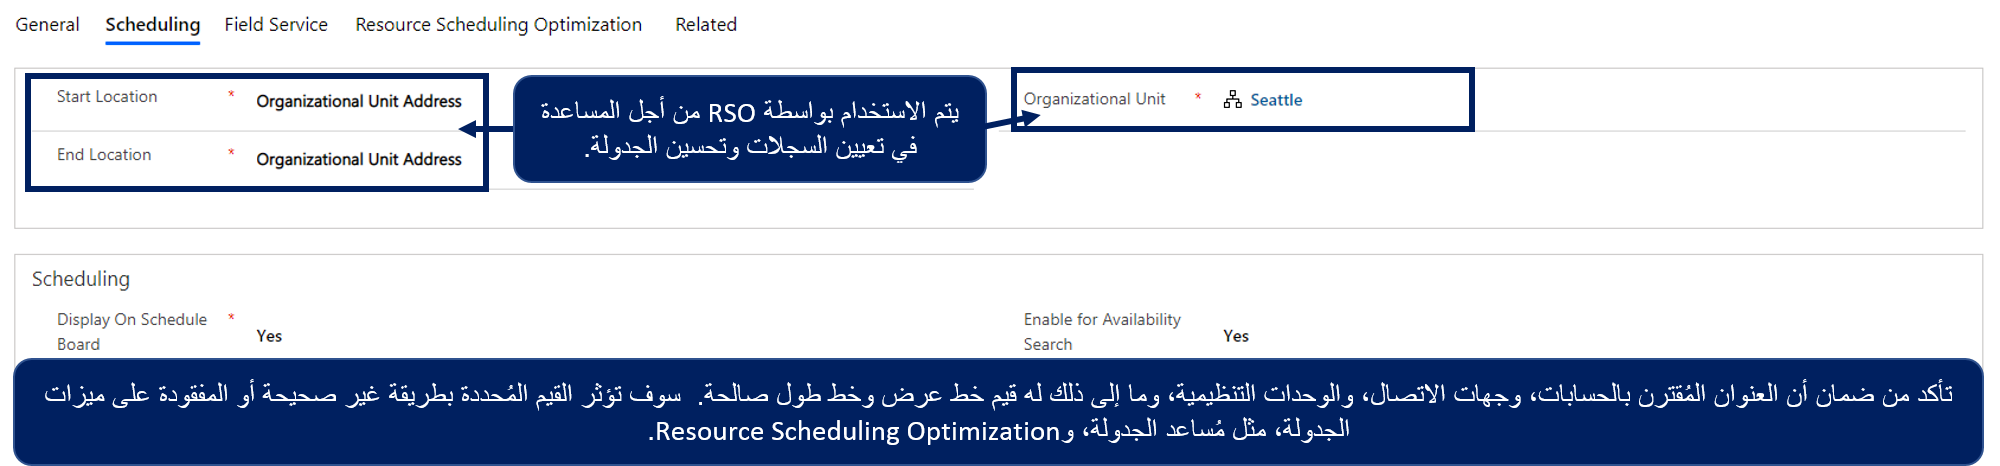 General Scheduling Field Service Resource Scheduling Optimization Related
Start Location * Organizational Unit Address
End Location * Organizational Unit Address
يتم الاستخدام بواسطة RSO من أجل المساعدة
في تعيين السجلات وتحسين الجدولة.
Organizational Unit * Seattle
Scheduling
Display On Schedule * Yes
Board
Enable for Availability Yes
Search
تأكد من ضمان أن العنوان المُقترن بالحسابات، وجهات الاتصال، والوحدات التنظيمية، وما إلى ذلك له قيم خط عرض وخط طول صالحة. سوف تؤثر القيم المُحددة بطريقة غير صحيحة أو المفقودة على ميزات
الجدولة، مثل مُساعد الجدولة، وResource Scheduling Optimization.